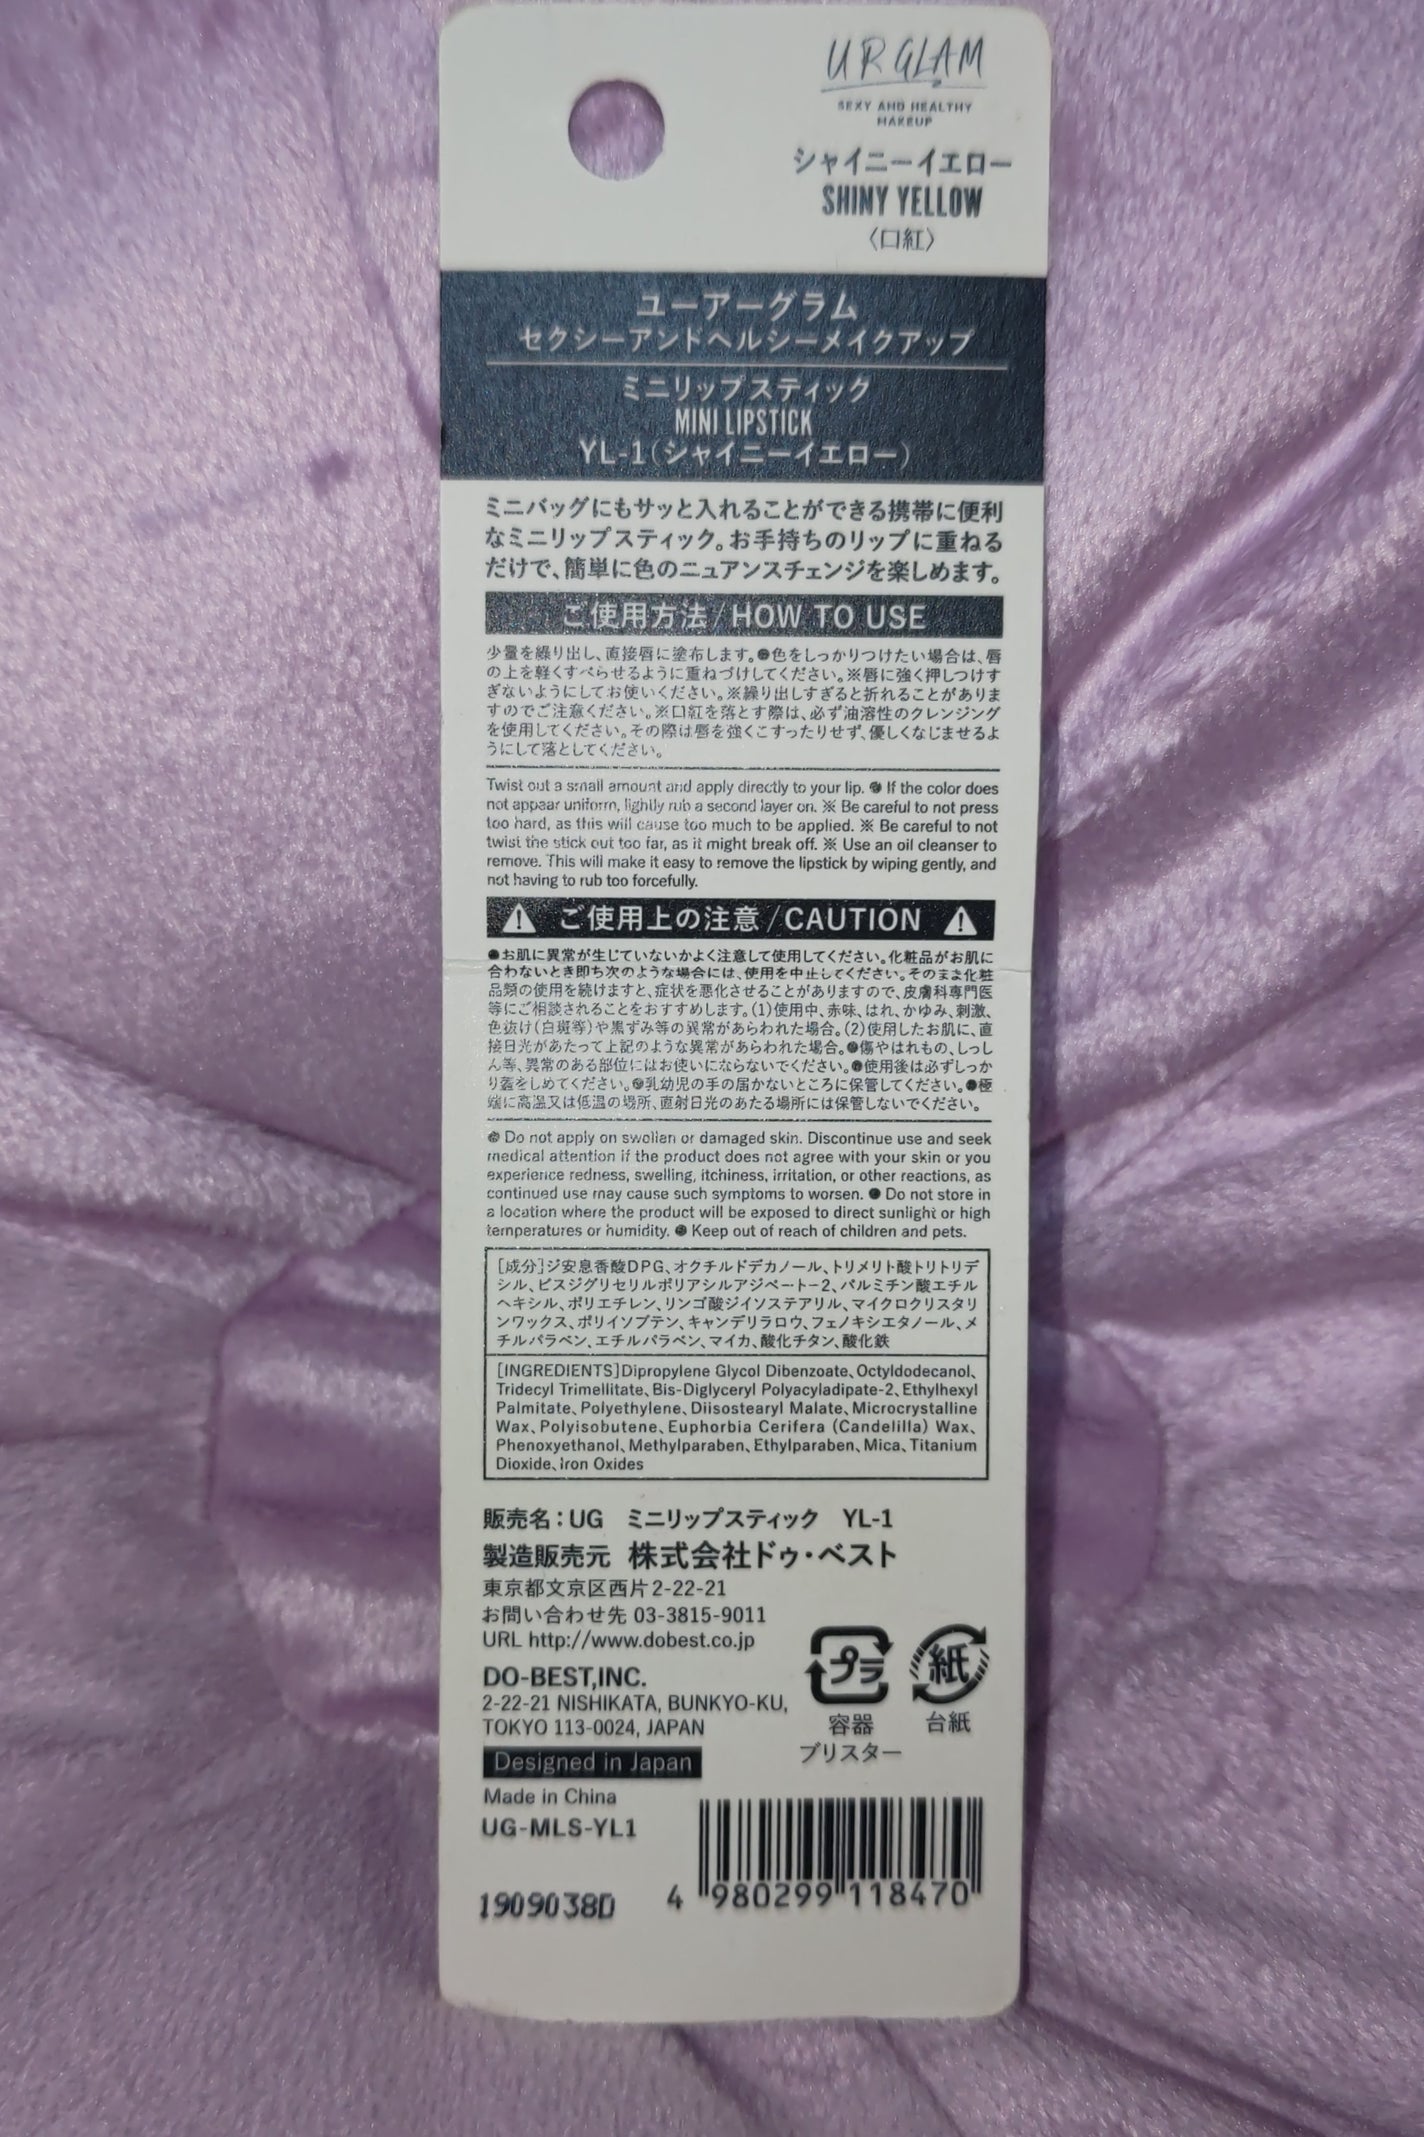 URGLAM
SEXY AND HEALTHY
MAKEUP
シャイニーイエロー
SHINY YELLOW
〈口紅〉
ユーアーグラム
セクシーアンドヘルシーメイクアップ
ミニリップスティック
MINI LIPSTICK
YL-1(シャイニーイエロー)
ミニバッグにもサッと入れることができる携帯に便利
なミニリップスティック。お手持ちのリップに重ねる
だけで、簡単に色のニュアンスチェンジを楽しめます。
ご使用方法/HOW TO USE
少量を繰り出し、直接唇に塗布します。●色をしっかりつけたい場合は、唇
の上を軽くすべらせるように重ねづけしてください。※唇に強く押しつけす
ぎないようにしてお使いください。※繰り出しすぎると折れることがありま
すのでご注意ください。※口紅を落とす際は、必ず油溶性のクレンジング
を使用してください。その際は唇を強くこすったりせず、優しくなじませるよ
うにして落としてください。
Twist out a small amount and apply directly to your lip. ● If the color does
not appear uniform, lightly rub a second layer on. ※ Be careful to not press
too hard, as this will cause too much to be applied. ※ Be careful to not
twist the stick out too far, as it might break off. ※ Use an oil cleanser to
remove. This will make it easy to remove the lipstick by wiping gently, and
not having to rub too forcefully.
ご使用上の注意/CAUTION
●お肌に異常が生じていないかよく注意して使用してください。化粧品がお肌に
合わないとき即ち次のような場合には、使用を中止してください。そのまま化粧
品類の使用を続けますと、症状を悪化させることがありますので、皮膚科専門医
等にご相談されることをおすすめします。(1)使用中、赤味、はれ、かゆみ、刺激、
色抜け(白斑等)や黒ずみ等の異常があらわれた場合。(2)使用したお肌に、直
接日光があたって上記のような異常があらわれた場合。●傷やはれもの、しっし
ん等、異常のある部位にはお使いにならないでください。●使用後は必ずしっか
り蓋をしめてください。●乳幼児の手の届かないところに保管してください。●極
端に高温又は低温の場所、直射日光のあたる場所には保管しないでください。
● Do not apply on swollen or damaged skin. Discontinue use and seek
medical attention if the product does not agree with your skin or you
experience redness, swelling, itchiness, irritation, or other reactions, as
continued use may cause such symptoms to worsen. ● Do not store in
a location where the product will be exposed to direct sunlight or high
temperatures or humidity. ● Keep out of reach of children and pets.
[成分]ジ安息香酸DPG、オクチルドデカノール、トリメリト酸トリトリデ
シル、ビスジグリセリルポリアシルアジペート-2、パルミチン酸エチル
ヘキシル、ポリエチレン、リンゴ酸ジイソステアリル、マイクロクリスタリ
ンワックス、ポリイソブテン、キャンデリラロウ、フェノキシエタノール、メ
チルパラベン、エチルパラベン、マイカ、酸化チタン、酸化鉄
[INGREDIENTS]Dipropylene Glycol Dibenzoate、Octyldodecanol、
Tridecyl Trimellitate、Bis-Diglyceryl Polyacyladipate-2、Ethylhexyl
Palmitate、Polyethylene、Diisostearyl Malate、Microcrystalline
Wax、Polyisobutene、Euphorbia Cerifera (Candelilla) Wax、
Phenoxyethanol、Methylparaben、Ethylparaben、Mica、Titanium
Dioxide、Iron Oxides
販売名：UG ミニリップスティック YL-1
製造販売元 株式会社ドゥ・ベスト
東京都文京区西片2-22-21
お問い合わせ先 03-3815-9011
URL http://www.dobest.co.jp
DO-BEST,INC.
2-22-21 NISHIKATA, BUNKYO-KU,
TOKYO 113-0024, JAPAN
プラ
紙
容器
台紙
ブリスター
Designed in Japan
Made in China
UG-MLS-YL1
1909038D
4 980299 118470